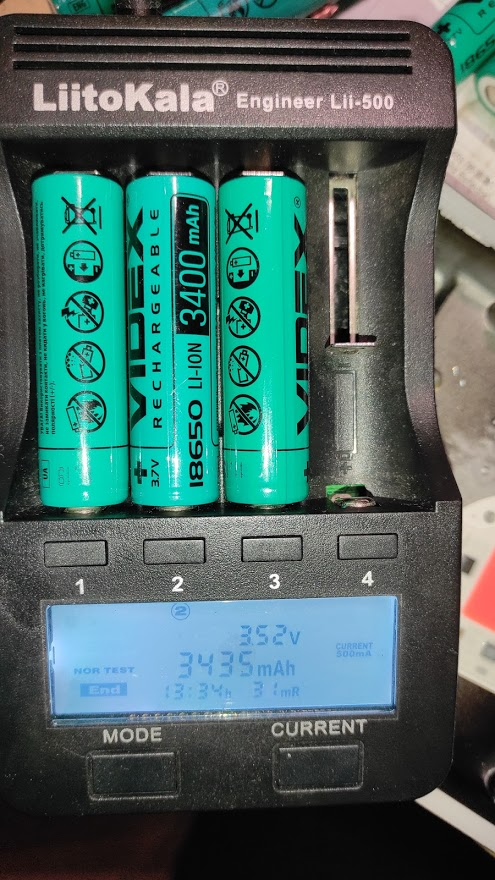 LiitoKala® Engineer Lii-500
VIDEX
RECHARGEABLE
3400 mAh
18650 LI-ION
3.7V
+
VIDEX®
UA
1 2 3 4
2
3.52v
CURRENT
500mA
3435mAh
NOR TEST
End
13:34h 31mR
MODE CURRENT